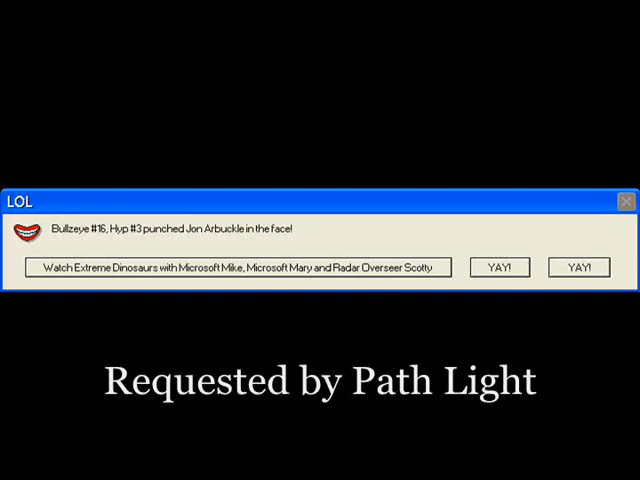 LOL
Bullzeye #16, Hyp #3 punched Jon Arbuckle in the face!
Watch Extreme Dinosaurs with Microsoft Mike, Microsoft Mary and Radar Overseer Scotty
YAY!
YAY!
Requested by Path Light